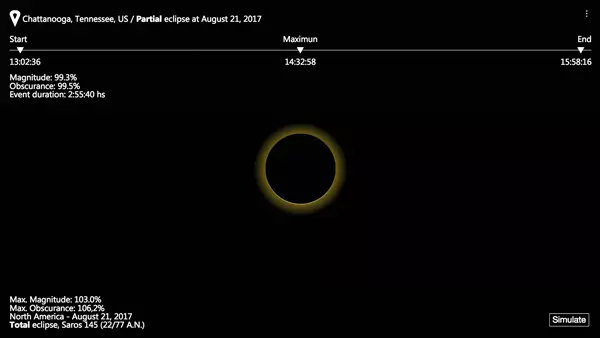 Chattanooga, Tennessee, US / Partial eclipse at August 21, 2017
Start Maximun End
13:02:36 14:32:58 15:58:16
Magnitude: 99.3%
Obscurance: 99.5%
Event duration: 2:55:40 hs
Max. Magnitude: 103.0%
Max. Obscurance: 106,2%
North America - August 21, 2017
Total eclipse, Saros 145 (22/77 A.N.)
Simulate